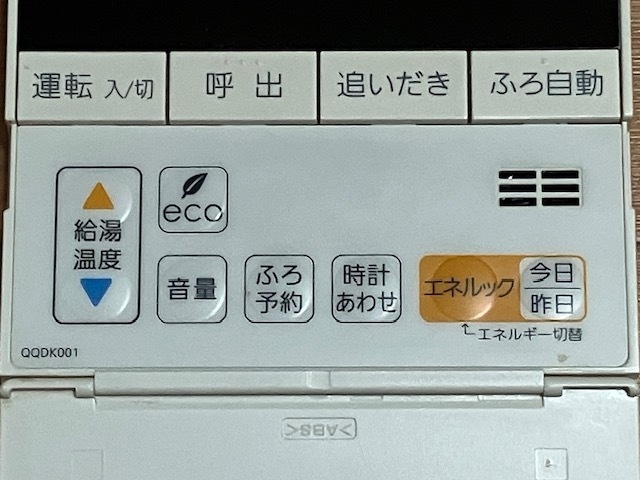 運転 入/切
呼 出
追いだき
ふろ自動
給湯
温度
eco
音量
ふろ
予約
時計
あわせ
エネルック
今日
昨日
エネルギー切替
QQDK001
>ABS<